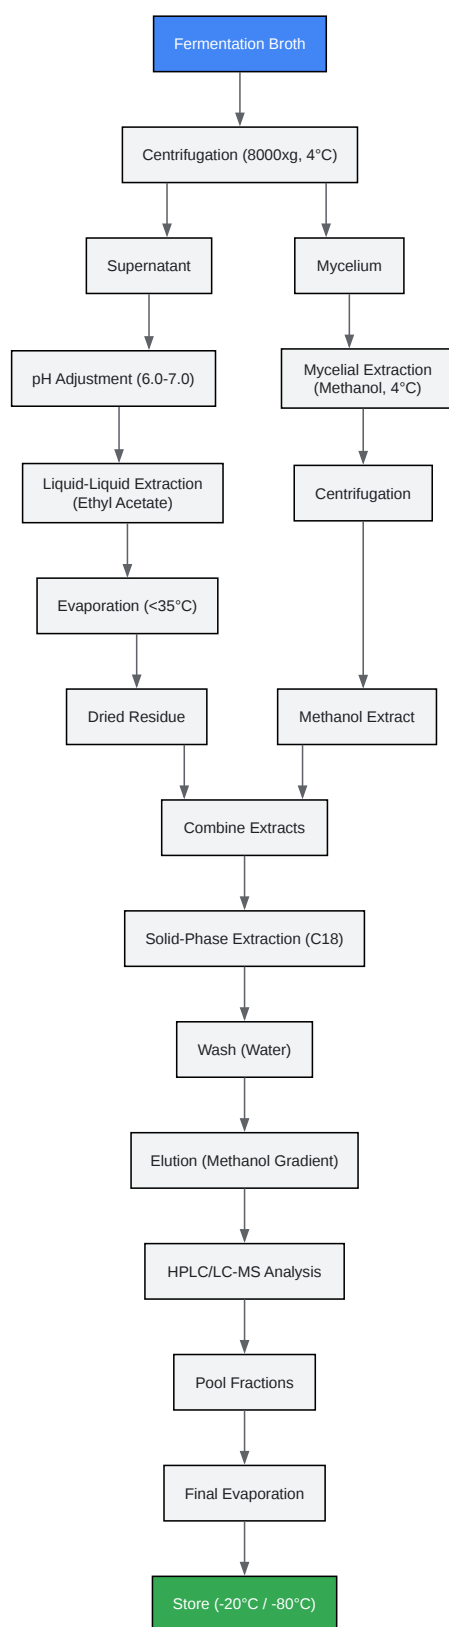 Fermentation Broth
Centrifugation (8000xg, 4°C)
Supernatant
Mycelium
pH Adjustment (6.0-7.0)
Mycelial Extraction
(Methanol, 4°C)
Liquid-Liquid Extraction
(Ethyl Acetate)
Centrifugation
Evaporation (<35°C)
Dried Residue
Methanol Extract
Combine Extracts
Solid-Phase Extraction (C18)
Wash (Water)
Elution (Methanol Gradient)
HPLC/LC-MS Analysis
Pool Fractions
Final Evaporation
Store (-20°C / -80°C)